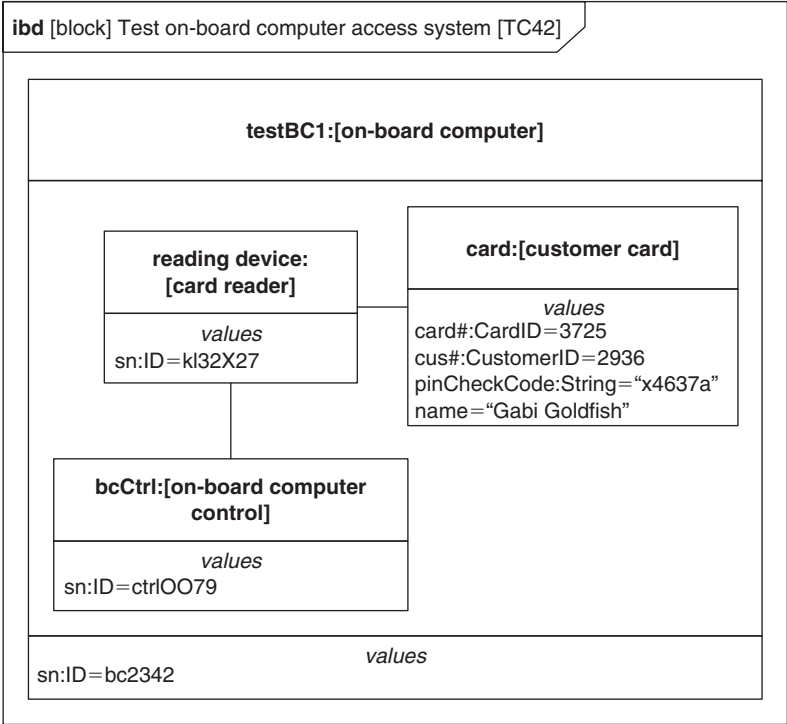 ibd [block] Test on-board computer access system [TC42]
testBC1:[on-board computer]
reading device:
[card reader]
values
sn:ID=kl32X27
card:[customer card]
values
card#:CardID=3725
cus#:CustomerID=2936
pinCheckCode:String=“x4637a”
name=“Gabi Goldfish”
bcCtrl:[on-board computer
control]
values
sn:ID=ctrlOO79
values
sn:ID=bc2342